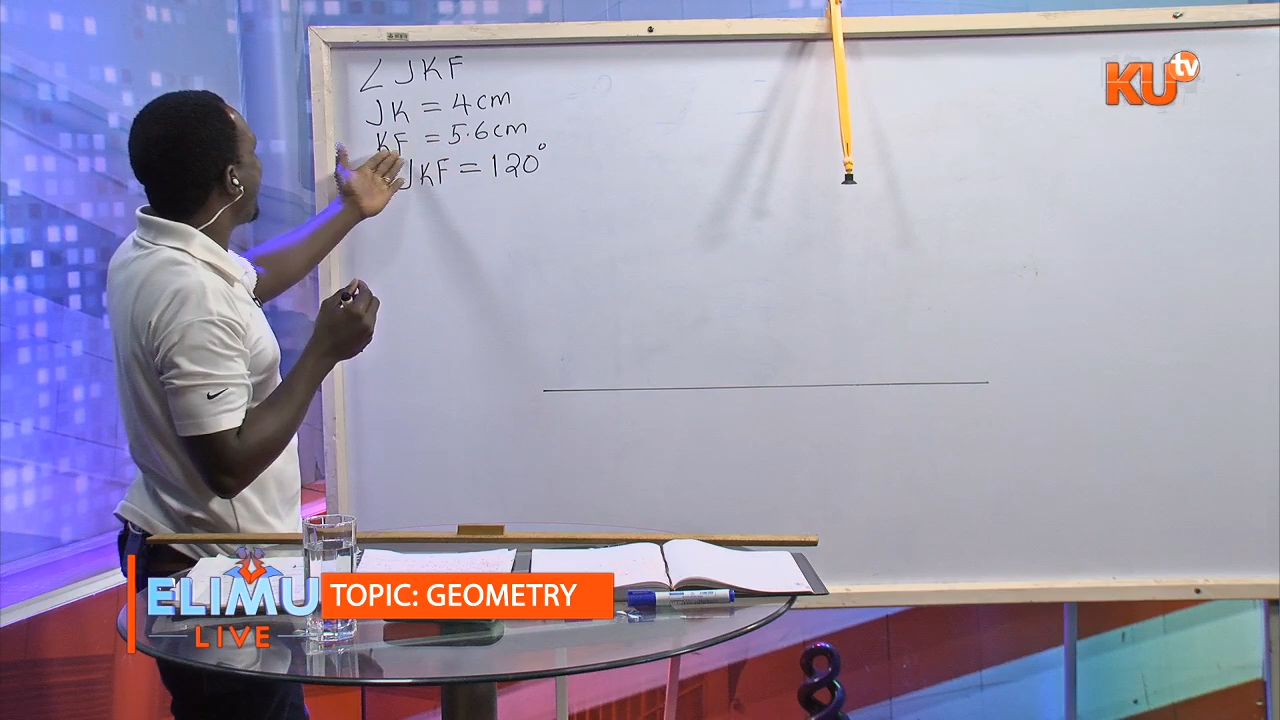 ∠ JKF
JK = 4cm
KF = 5.6cm
JKF = 120°
KU tv
ELIMU
LIVE
TOPIC: GEOMETRY